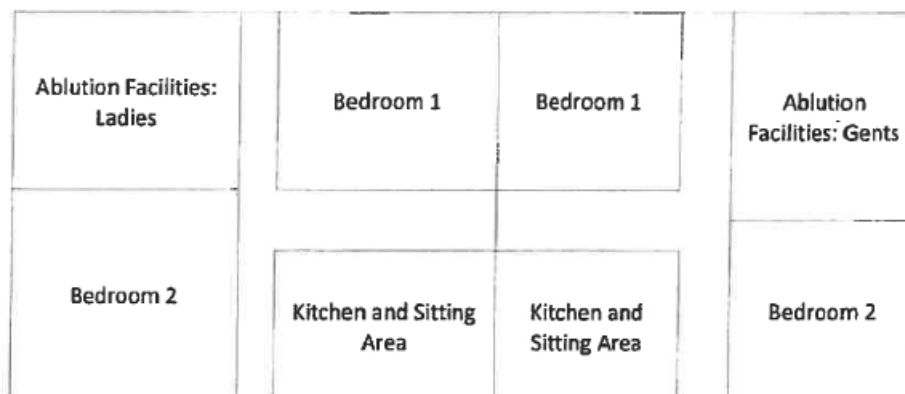 Ablution Facilities:
Ladies
Bedroom 1
Bedroom 1
Ablution
Facilities: Gents
Bedroom 2
Kitchen and Sitting
Area
Kitchen and
Sitting Area
Bedroom 2